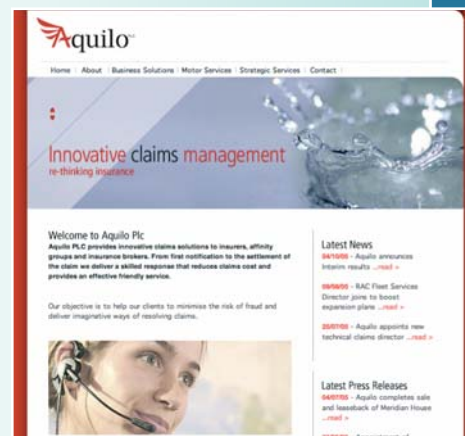 Aquilo
Home About Business Solutions Motor Services Strategic Services Contact
Innovative claims management
re-thinking insurance
Welcome to Aquilo Plc
Aquilo PLC provides innovative claims solutions to insurers, affinity
groups and insurance brokers. From first notification to the settlement of
the claim we deliver a skilled response that reduces claims cost and
provides an effective friendly service.
Our objective is to help our clients to minimise the risk of fraud and
deliver imaginative ways of resolving claims.
Latest News
04/10/05 - Aquilo announces
Interim results ...read »
- RAC Fleet Services
Director joins to boost
expansion plans ...read »
- Aquilo appoints new
technical claims director ...read »
Latest Press Releases
04/07/05 - Aquilo completes sale
and leaseback of Meridian House
...read »